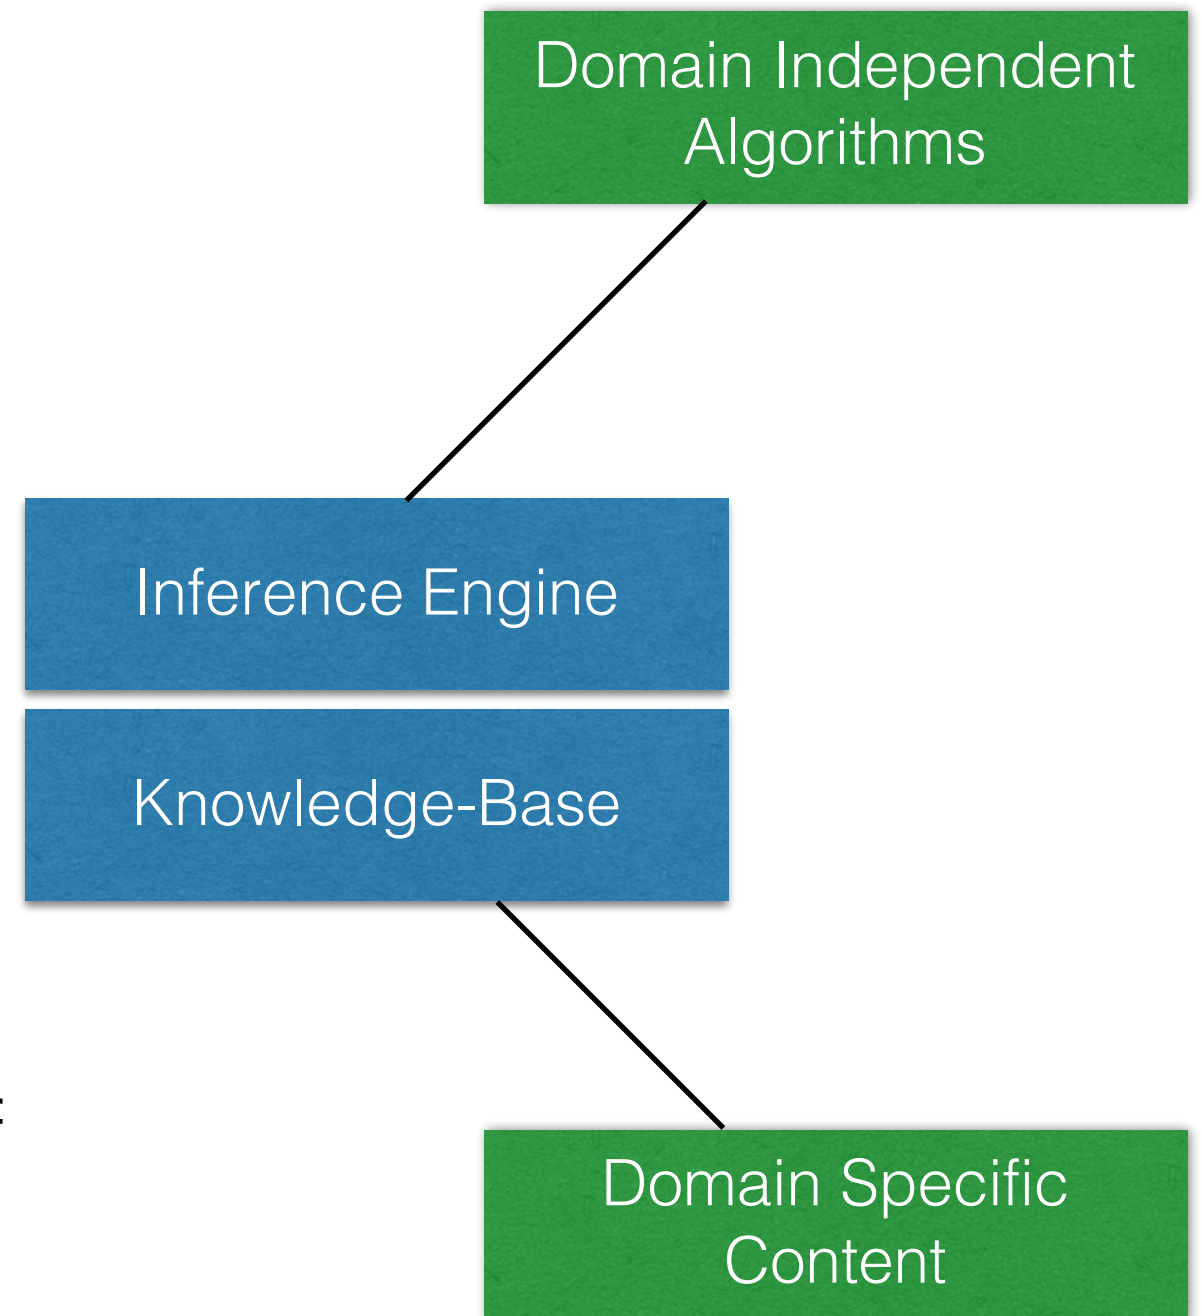 Domain Independent
Algorithms
Inference Engine
Knowledge-Base
Domain Specific
Content